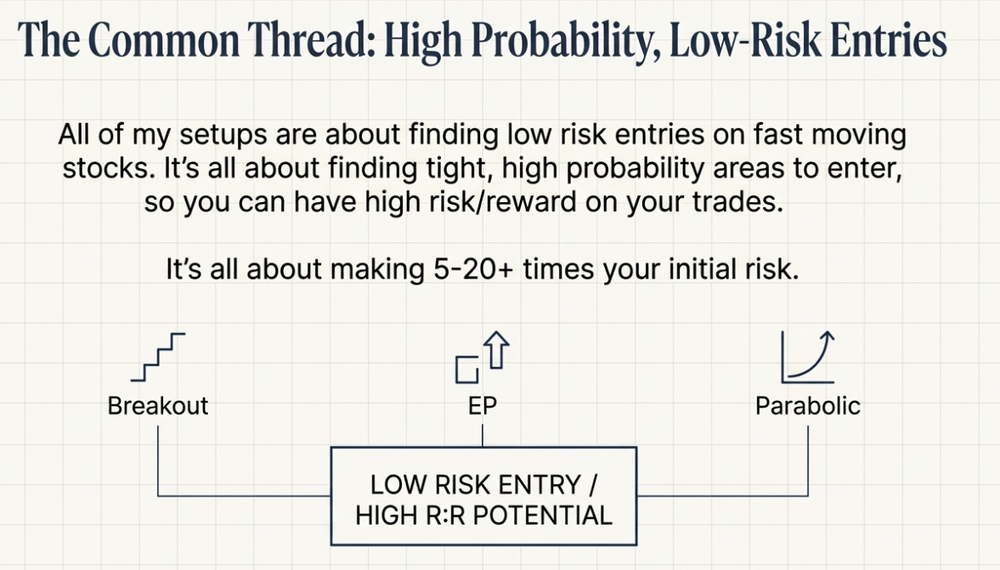 The Common Thread: High Probability, Low-Risk Entries
All of my setups are about finding low risk entries on fast moving
stocks. It's all about finding tight, high probability areas to enter,
so you can have high risk/reward on your trades.
It's all about making 5-20+ times your initial risk.
Breakout
EP
Parabolic
LOW RISK ENTRY /
HIGH R:R POTENTIAL